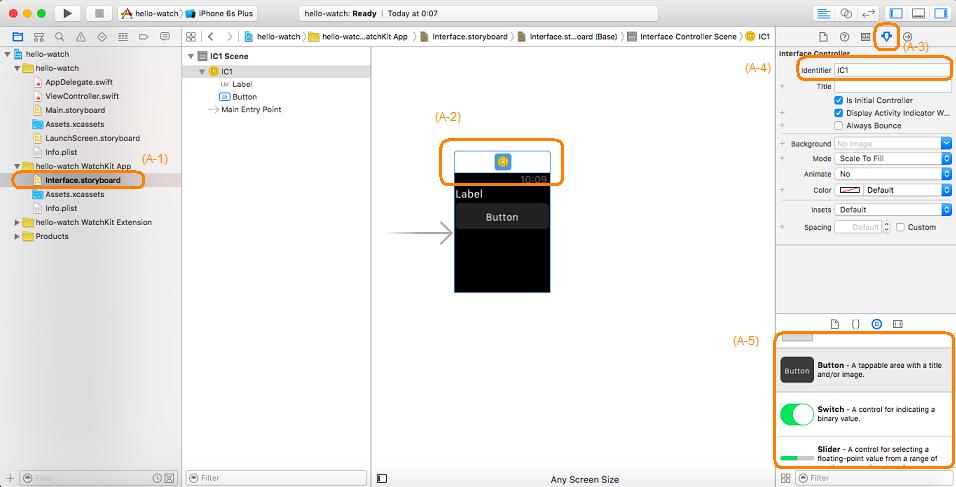 hello-watch
iPhone 6s Plus
hello-watch: Ready
Today at 0:07
hello-watch
hello-watc...atchKit App
Interface.storyboard
Interface.st...oard (Base)
Interface Controller Scene
IC1
(A-3)
hello-watch
hello-watch
AppDelegate.swift
ViewController.swift
Main.storyboard
Assets.xcassets
LaunchScreen.storyboard
Info.plist
(A-1)
hello-watch WatchKit App
Interface.storyboard
Assets.xcassets
Info.plist
hello-watch WatchKit Extension
Products
Filter
IC1 Scene
IC1
Label
Button
Main Entry Point
Filter
(A-2)
10:09
Label
Button
Any Screen Size
(A-4)
Interface Controller
Identifier IC1
Title
Is Initial Controller
Display Activity Indicator W...
Always Bounce
Background No Image
Mode Scale To Fill
Animate No
Color Default
Insets Default
Spacing Default Custom
(A-5)
Button
Button - A tappable area with a title
and/or image.
Switch - A control for indicating a
binary value.
Slider - A control for selecting a
floating-point value from a range of
Filter